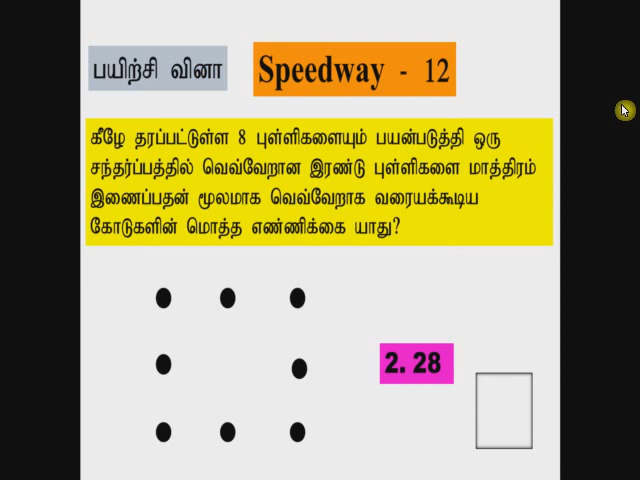 பயிற்சி வினா
Speedway - 12
கீழே தரப்பட்டுள்ள 8 புள்ளிகளையும் பயன்படுத்தி ஒரு
சந்தர்ப்பத்தில் வெவ்வேறான இரண்டு புள்ளிகளை மாத்திரம்
இணைப்பதன் மூலமாக வெவ்வேறாக வரையக்கூடிய
கோடுகளின் மொத்த எண்ணிக்கை யாது?
2. 28